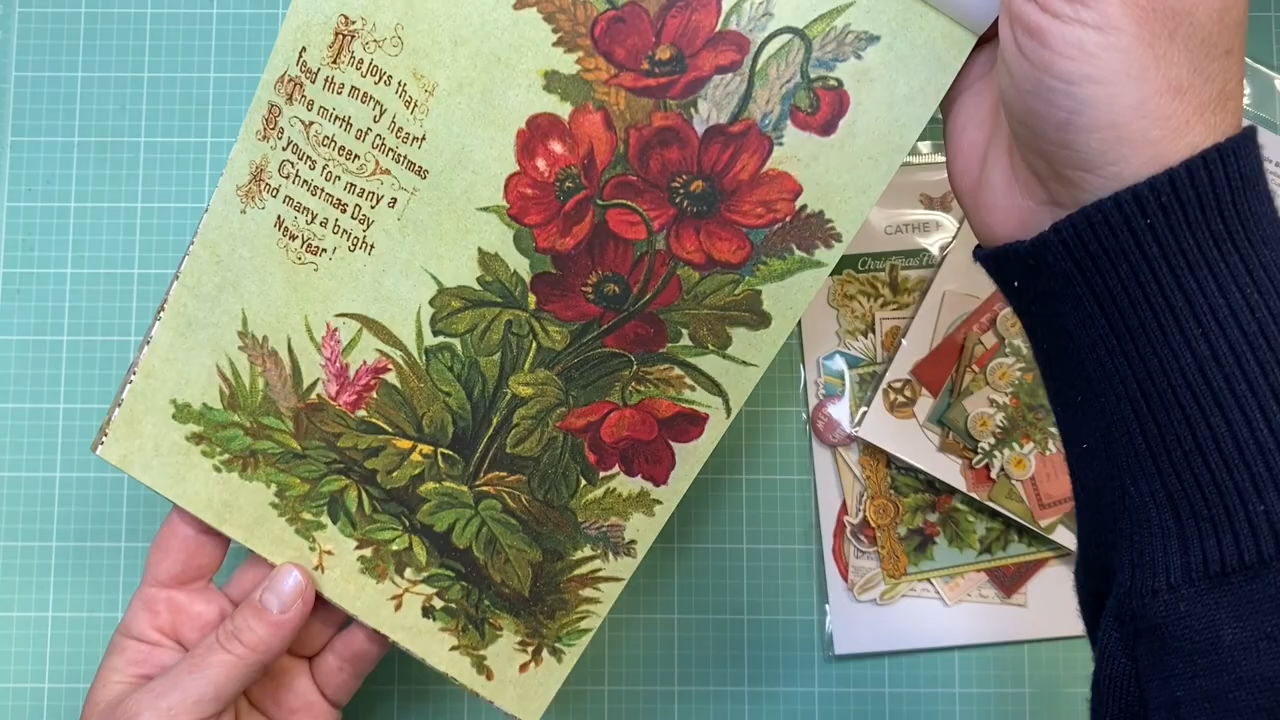 The joys that
feed the merry heart
The mirth of Christmas
cheer
Be yours for many a
Christmas Day
And many a bright
New Year!
CATHE H
Christmas